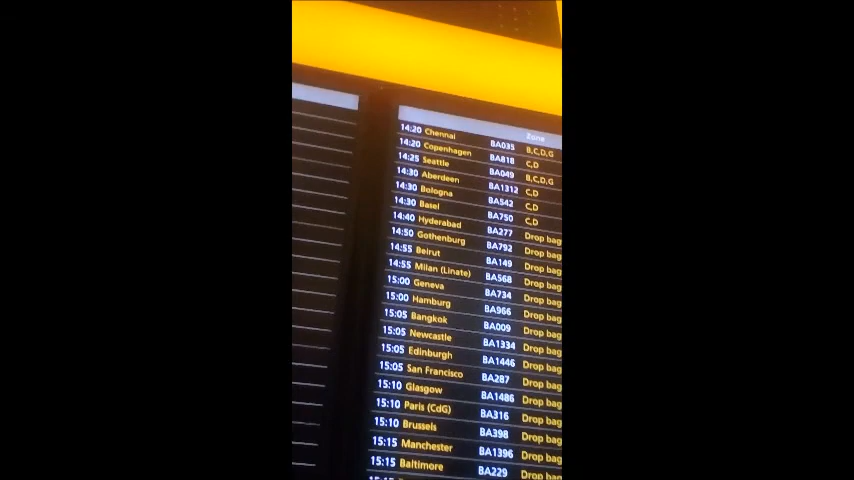 Zone
14:20 Chennai BA035 B,C,D,G
14:20 Copenhagen BA818 C,D
14:25 Seattle BA049 B,C,D,G
14:30 Aberdeen BA1312 C,D
14:30 Bologna BA542 C,D
14:30 Basel BA750 C,D
14:40 Hyderabad BA277 Drop bag
14:50 Gothenburg BA792 Drop bag
14:55 Beirut BA149 Drop bag
14:55 Milan (Linate) BA568 Drop bag
15:00 Geneva BA734 Drop bag
15:00 Hamburg BA966 Drop bag
15:05 Bangkok BA009 Drop bag
15:05 Newcastle BA1334 Drop bag
15:05 Edinburgh BA1446 Drop bag
15:05 San Francisco BA287 Drop bag
15:10 Glasgow BA1486 Drop bag
15:10 Paris (CdG) BA316 Drop bag
15:10 Brussels BA398 Drop bag
15:15 Manchester BA1396 Drop bag
15:15 Baltimore BA229 Drop bag